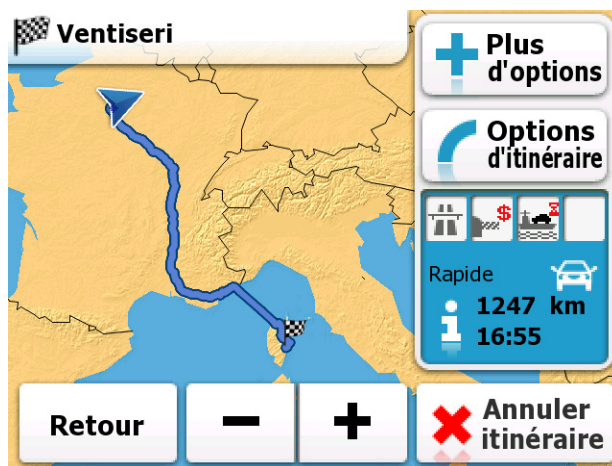 Ventiseri
Plus
d'options
Options
d'itinéraire
$
Rapide
1247 km
16:55
Retour
Annuler
itinéraire